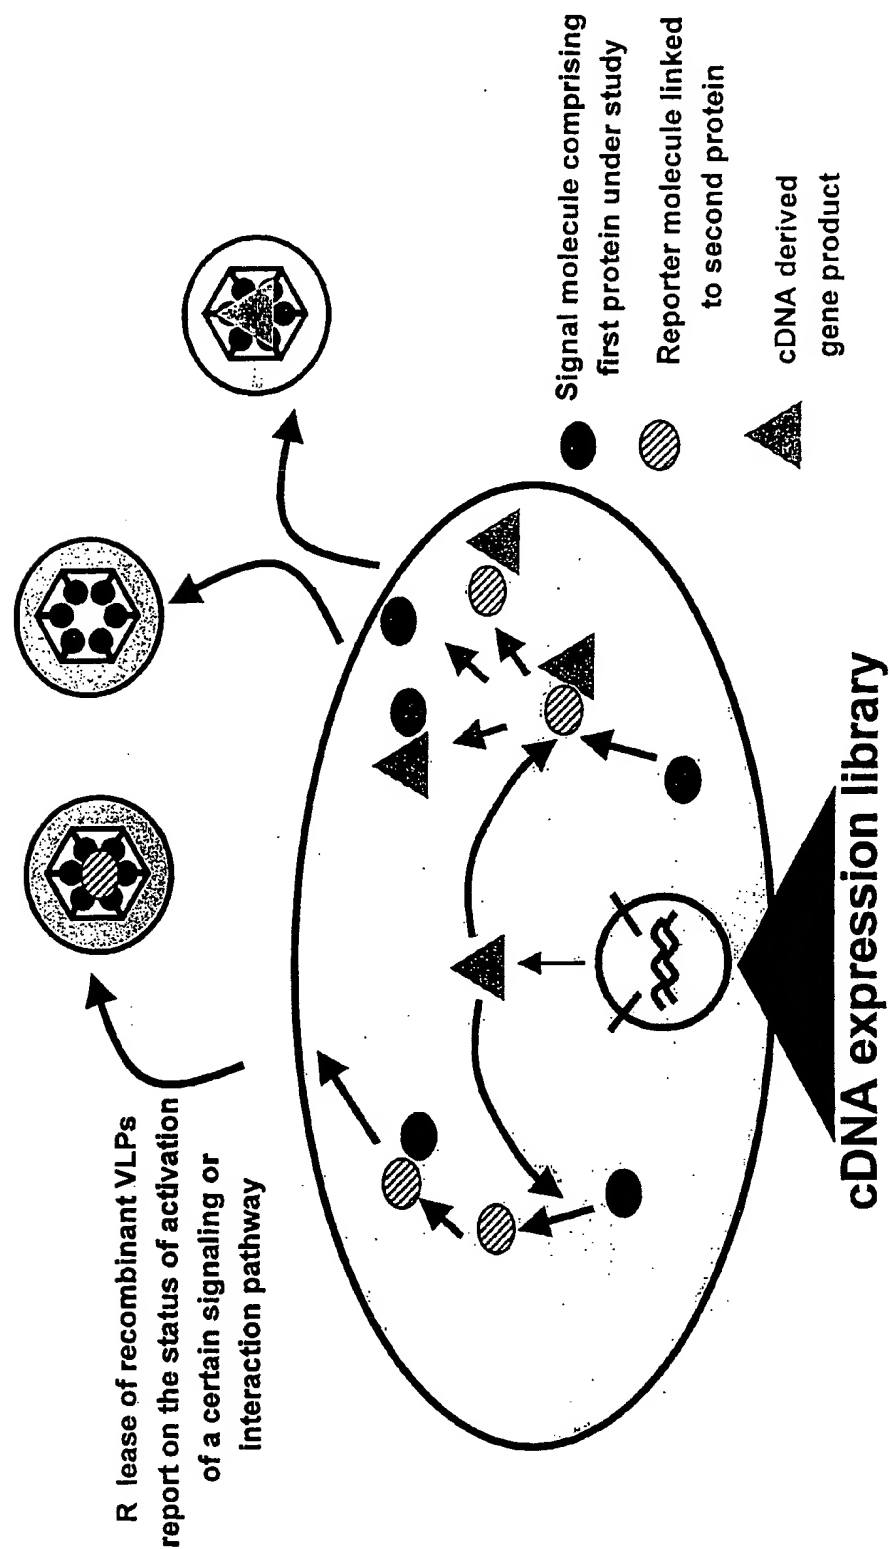 R lease of recombinant VLPs
report on the status of activation
of a certain signaling or
interaction pathway
Signal molecule comprising
first protein under study
Reporter molecule linked
to second protein
cDNA derived
gene product
cDNA expression library